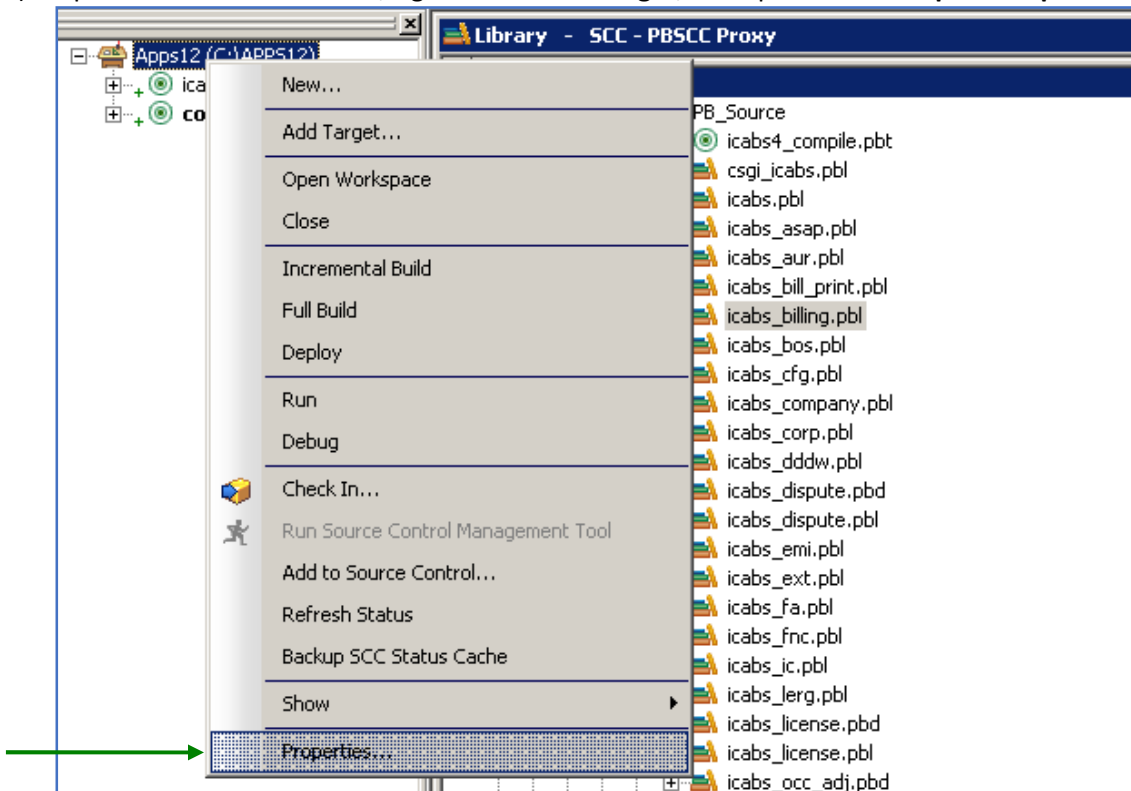 Library - SCC - PBSCC Proxy
Apps12 (C:\APPS12)
ica
co
New...
Add Target...
Open Workspace
Close
Incremental Build
Full Build
Deploy
Run
Debug
Check In...
Run Source Control Management Tool
Add to Source Control...
Refresh Status
Backup SCC Status Cache
Show
Properties...
PB_Source
icabs4_compile.pbt
csgi_icabs.pbl
icabs.pbl
icabs_asap.pbl
icabs_aur.pbl
icabs_bill_print.pbl
icabs_billing.pbl
icabs_bos.pbl
icabs_cfg.pbl
icabs_company.pbl
icabs_corp.pbl
icabs_dddw.pbl
icabs_dispute.pbd
icabs_dispute.pbl
icabs_emi.pbl
icabs_ext.pbl
icabs_fa.pbl
icabs_fnc.pbl
icabs_ic.pbl
icabs_lerg.pbl
icabs_license.pbd
icabs_license.pbl
icabs_occ_adj.pbd